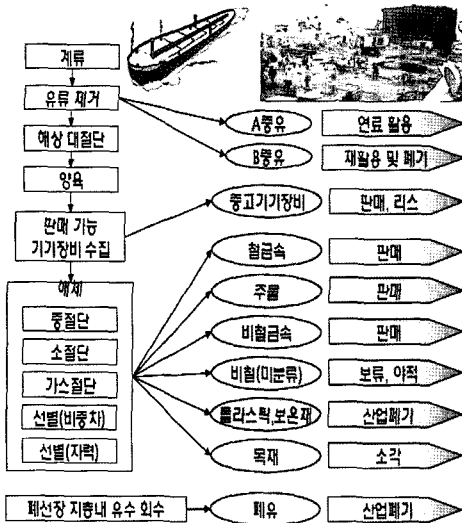 계류
유류 제거
A중유
연료 활용
해상 대절단
B중유
재활용 및 폐기
양육
판매 가능
기기장비 수집
중고기기장비
판매, 리스
해체
철금속
판매
중절단
주물
판매
소절단
비철금속
판매
가스절단
비철(미분류)
보류, 야적
선별(비중차)
플라스틱,보온재
산업폐기
선별(자력)
목재
소각
폐선장 지층내 유수 회수
폐유
산업폐기